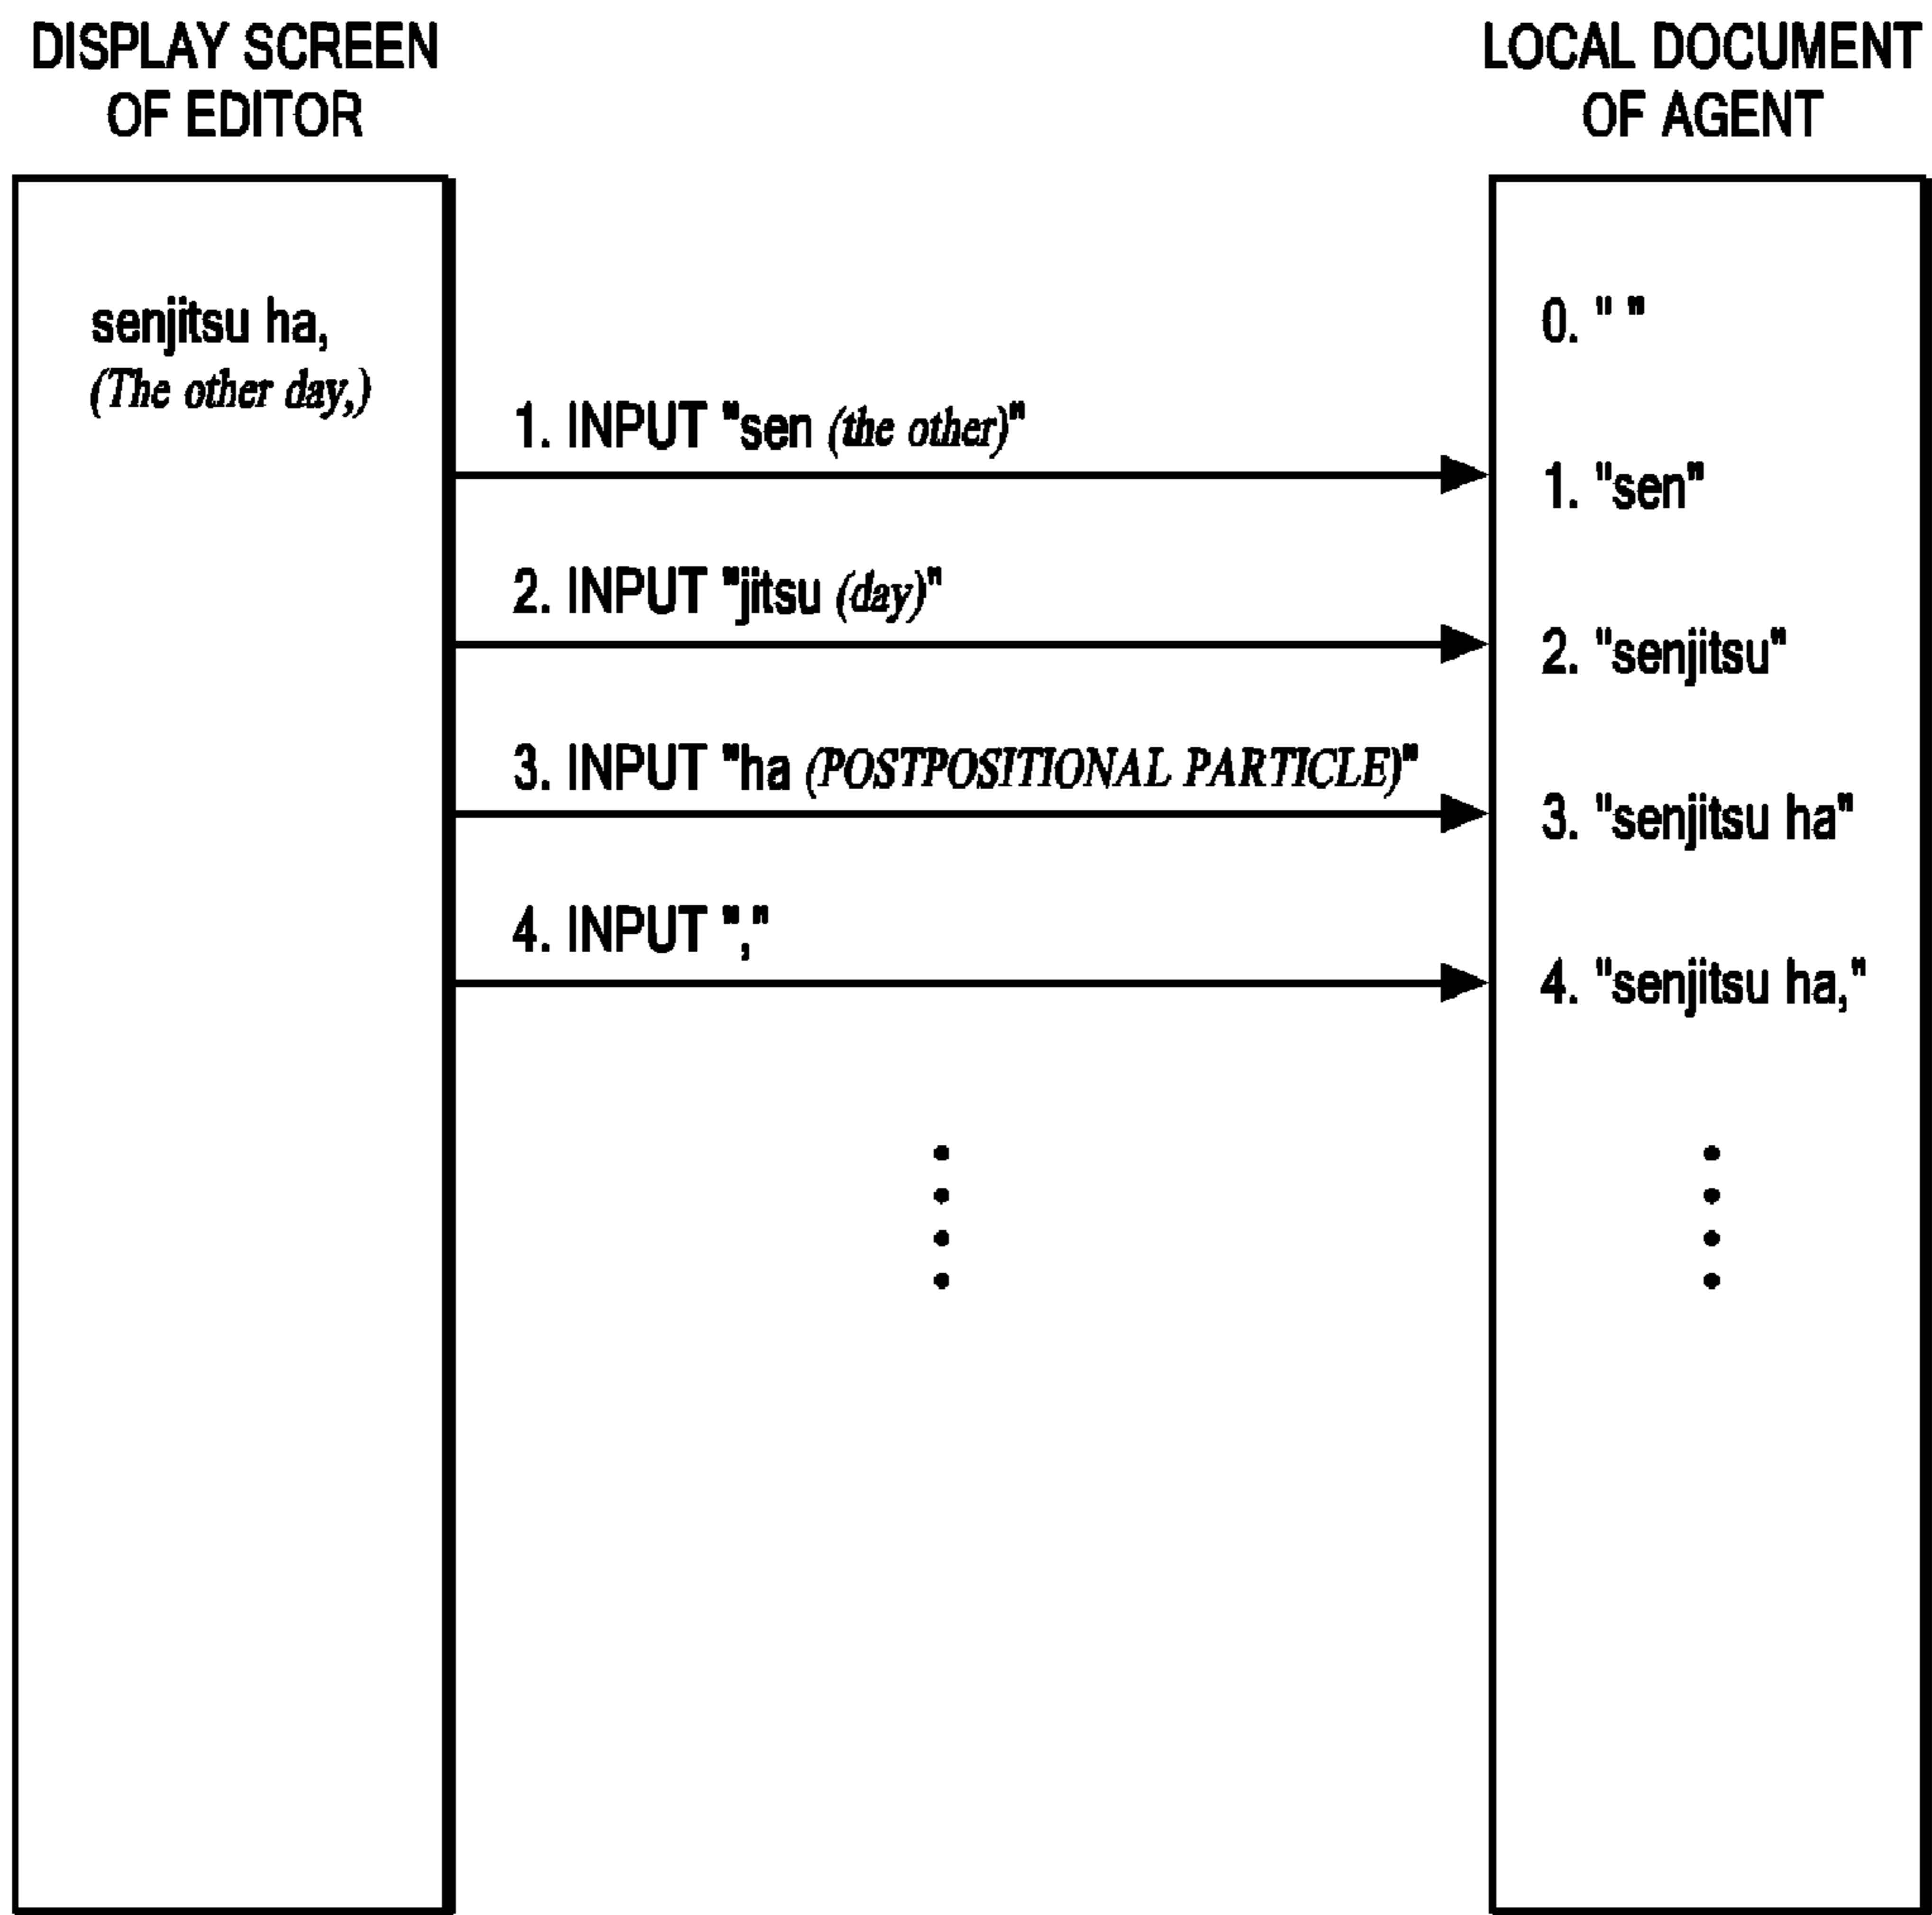 DISPLAY SCREEN
OF EDITOR
LOCAL DOCUMENT
OF AGENT
senjitsu ha,
(The other day,)
0. " "
1. INPUT "sen (the other)"
1. "sen"
2. INPUT "jitsu (day)"
2. "senjitsu"
3. INPUT "ha (POSTPOSITIONAL PARTICLE)"
3. "senjitsu ha"
4. INPUT ","
4. "senjitsu ha,"